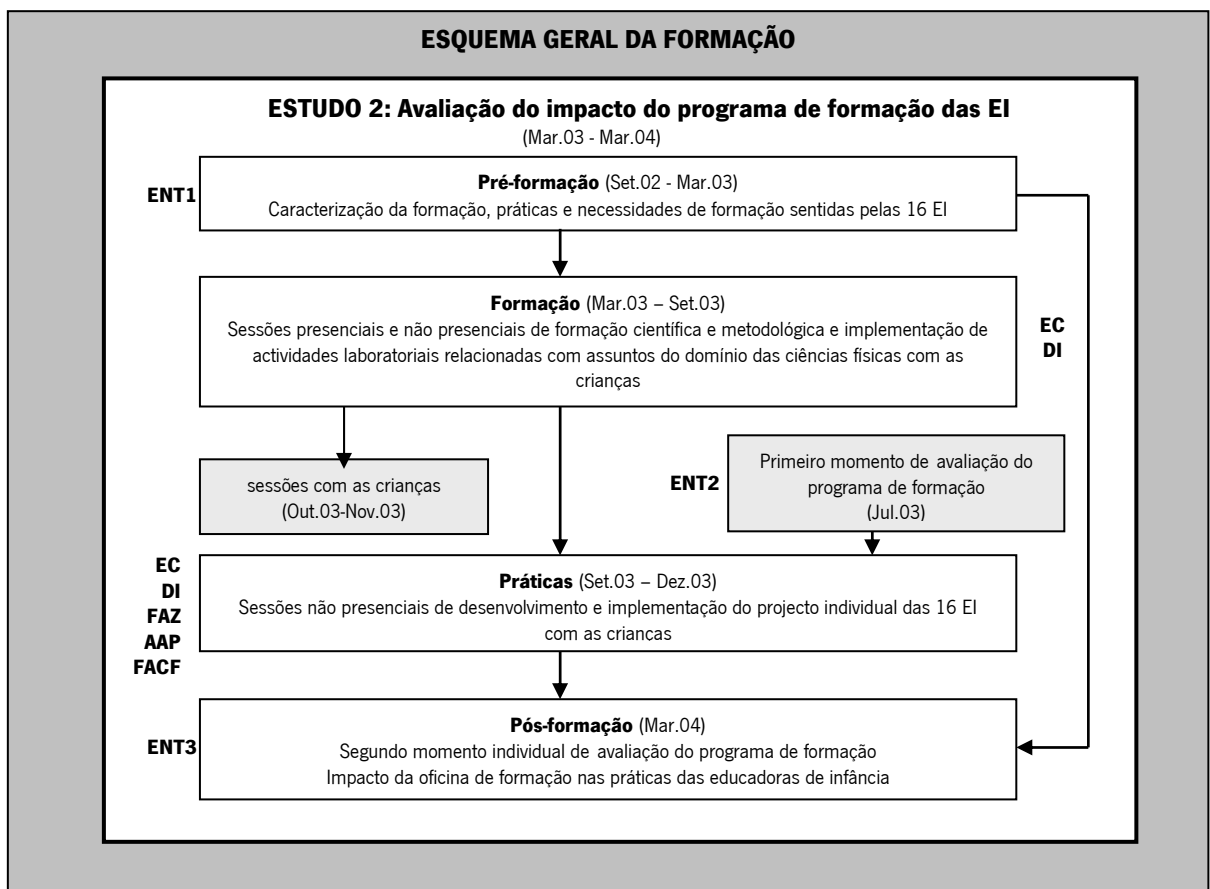 ESQUEMA GERAL DA FORMAÇÃO
ESTUDO 2: Avaliação do impacto do programa de formação das EI
(Mar.03 - Mar.04)
ENT1
Pré-formação (Set.02 - Mar.03)
Caracterização da formação, práticas e necessidades de formação sentidas pelas 16 EI
Formação (Mar.03 – Set.03)
Sessões presenciais e não presenciais de formação científica e metodológica e implementação de
actividades laboratoriais relacionadas com assuntos do domínio das ciências físicas com as
crianças
EC
DI
sessões com as crianças
(Out.03-Nov.03)
ENT2
Primeiro momento de avaliação do
programa de formação
(Jul.03)
EC
DI
FAZ
AAP
FACF
Práticas (Set.03 – Dez.03)
Sessões não presenciais de desenvolvimento e implementação do projecto individual das 16 EI
com as crianças
ENT3
Pós-formação (Mar.04)
Segundo momento individual de avaliação do programa de formação
Impacto da oficina de formação nas práticas das educadoras de infância